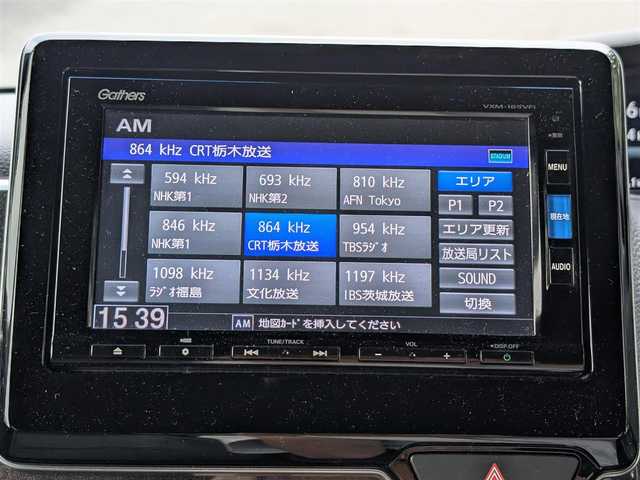 Gathers
VXM-185VFi
AM
864 kHz CRT栃木放送
STADIUM
594 kHz
NHK第1
693 kHz
NHK第2
810 kHz
AFN Tokyo
エリア
P1
P2
846 kHz
NHK第1
864 kHz
CRT栃木放送
954 kHz
TBSラジオ
エリア更新
放送局リスト
1098 kHz
ラジオ福島
1134 kHz
文化放送
1197 kHz
IBS茨城放送
SOUND
切換
15 39
AM 地図カードを挿入してください
MENU
現在地
AUDIO
TUNE/TRACK
VOL
DISP.OFF